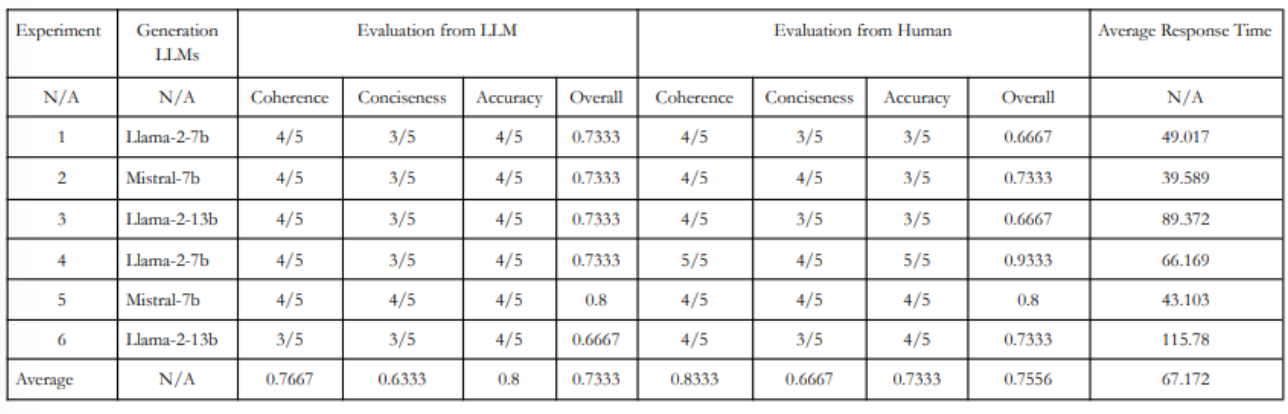 Experiment Generation LLMs Evaluation from LLM Evaluation from Human Average Response Time
N/A N/A Coherence Conciseness Accuracy Overall Coherence Conciseness Accuracy Overall N/A
1 Llama-2-7b 4/5 3/5 4/5 0.7333 4/5 3/5 3/5 0.6667 49.017
2 Mistral-7b 4/5 3/5 4/5 0.7333 4/5 4/5 3/5 0.7333 39.589
3 Llama-2-13b 4/5 3/5 4/5 0.7333 4/5 3/5 3/5 0.6667 89.372
4 Llama-2-7b 4/5 3/5 4/5 0.7333 5/5 4/5 5/5 0.9333 66.169
5 Mistral-7b 4/5 4/5 4/5 0.8 4/5 4/5 4/5 0.8 43.103
6 Llama-2-13b 3/5 3/5 4/5 0.6667 4/5 3/5 4/5 0.7333 115.78
Average N/A 0.7667 0.6333 0.8 0.7333 0.8333 0.6667 0.7333 0.7556 67.172